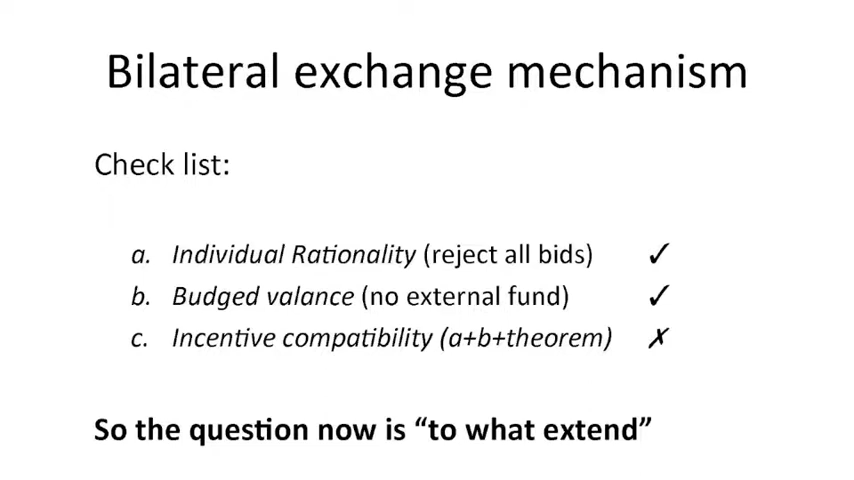 Bilateral exchange mechanism
Check list:
a. Individual Rationality (reject all bids) ✓
b. Budged valance (no external fund) ✓
c. Incentive compatibility (a+b+theorem) ✗
So the question now is “to what extend”